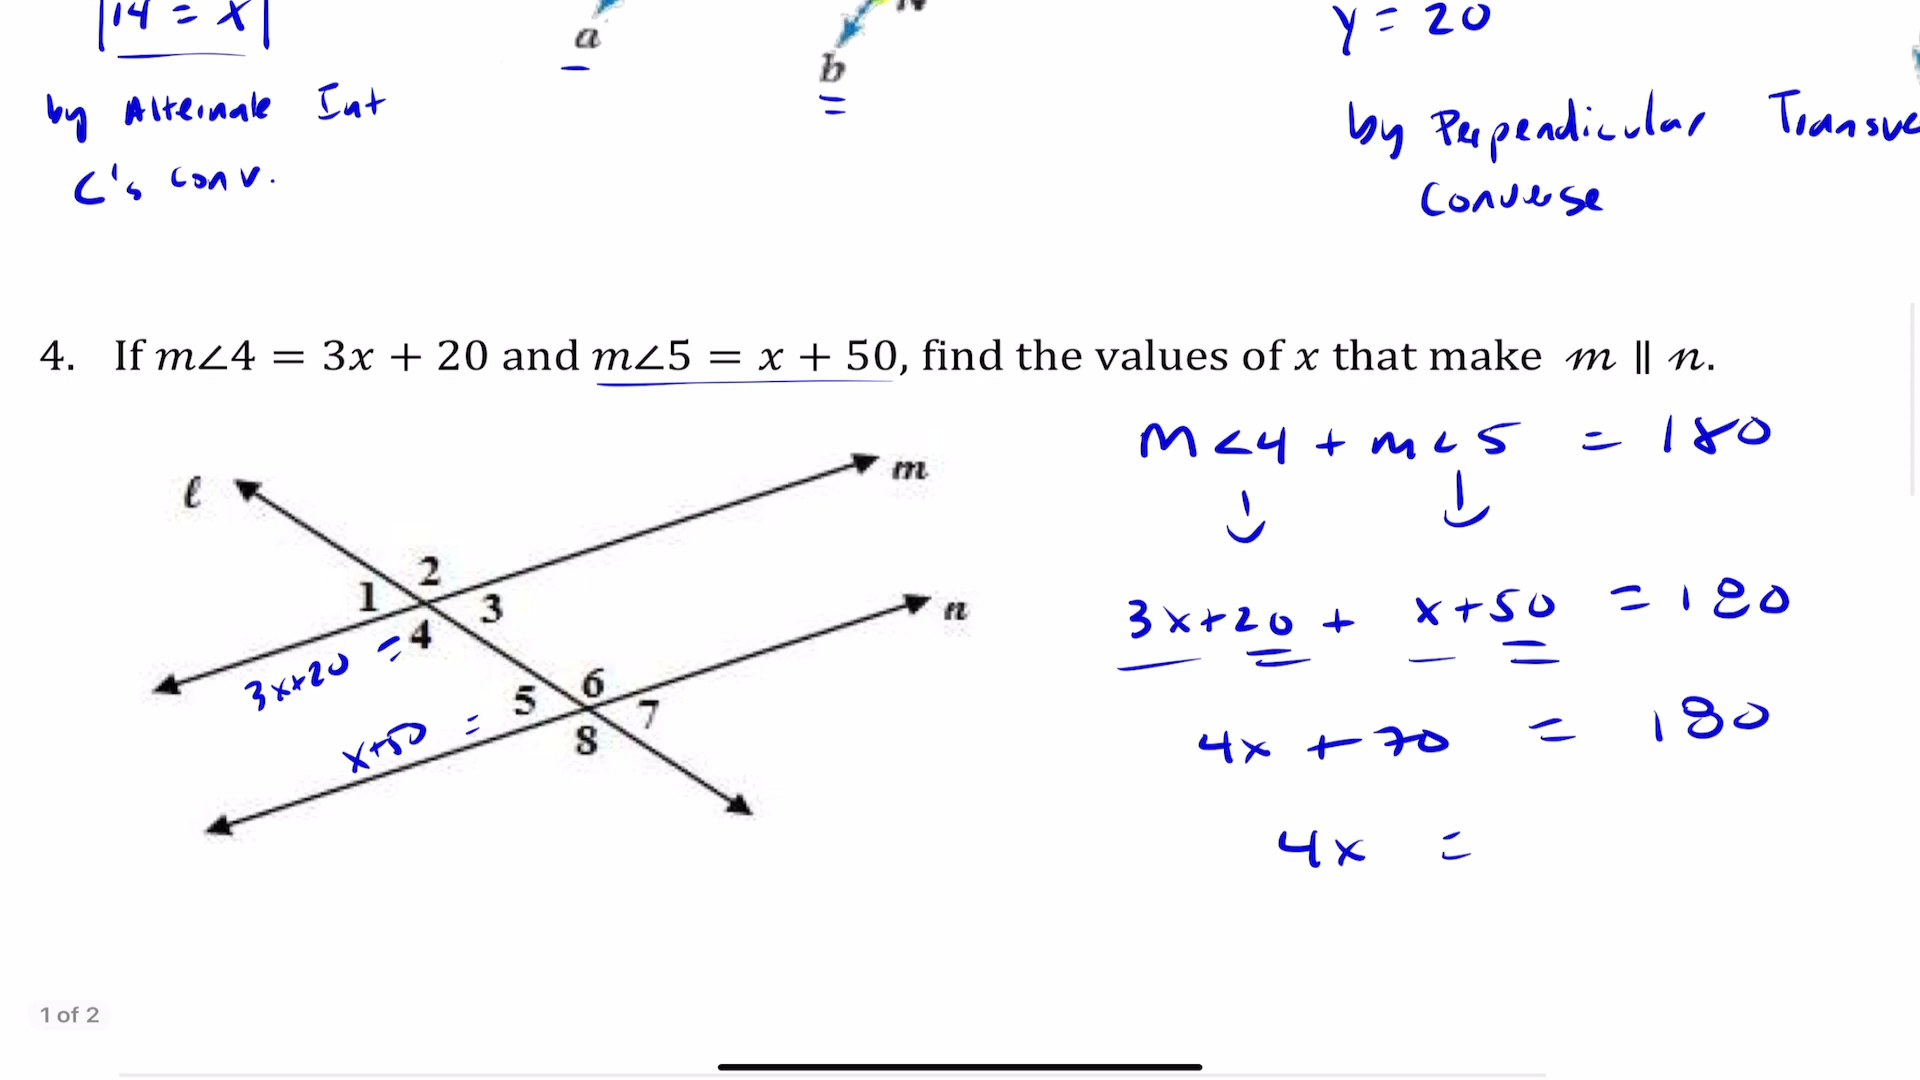 14 = x
a
b
y = 20
by Alternate Int
<'s conv.
by Perpendicular Transve
Converse
4. If m∠4 = 3x + 20 and m∠5 = x + 50, find the values of x that make m ∥ n.
m<4 + m<5 = 180
ℓ
m
2
1
3
4
3x+20 =
n
3x+20 + x+50 = 180
6
5
7
8
x+50 =
4x + 70 = 180
4x =
1 of 2